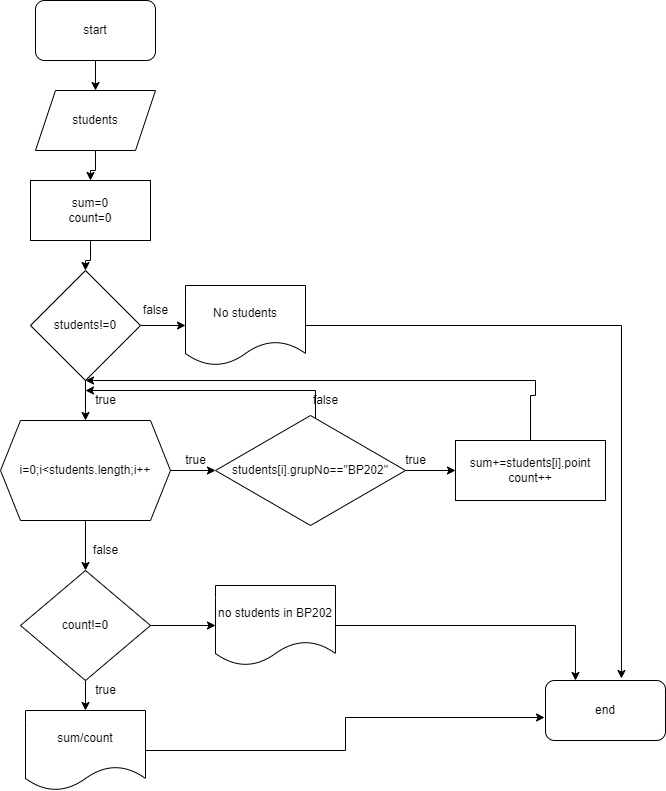 start
students
sum=0
count=0
students!=0
false
No students
true
false
i=0;i<students.length;i++
true
students[i].grupNo=="BP202"
true
sum+=students[i].point
count++
false
count!=0
no students in BP202
true
sum/count
end